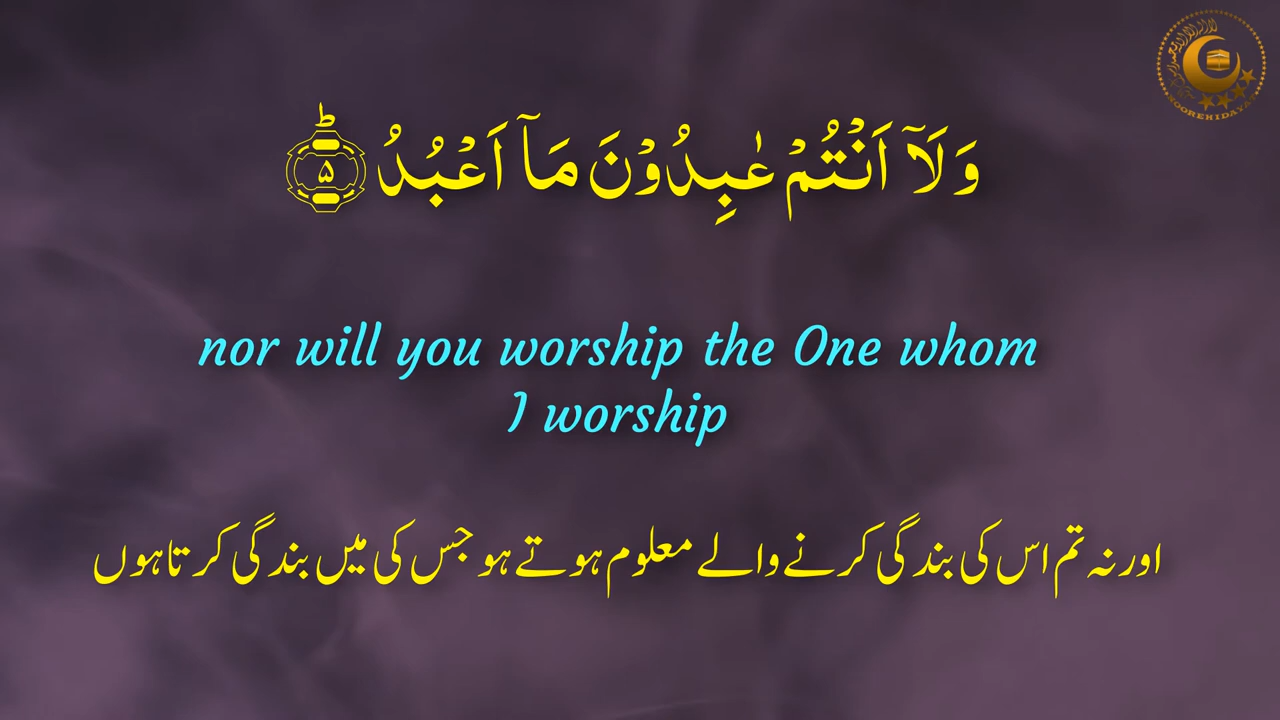 وَلَاۤ اَنْتُمْ عٰبِدُوْنَ مَاۤ اَعْبُدُ ؕ ۵
nor will you worship the One whom
I worship
اور نہ تم اس کی بندگی کرنے والے معلوم ہوتے ہو جس کی میں بندگی کرتا ہوں
NOOREHIDAYAT